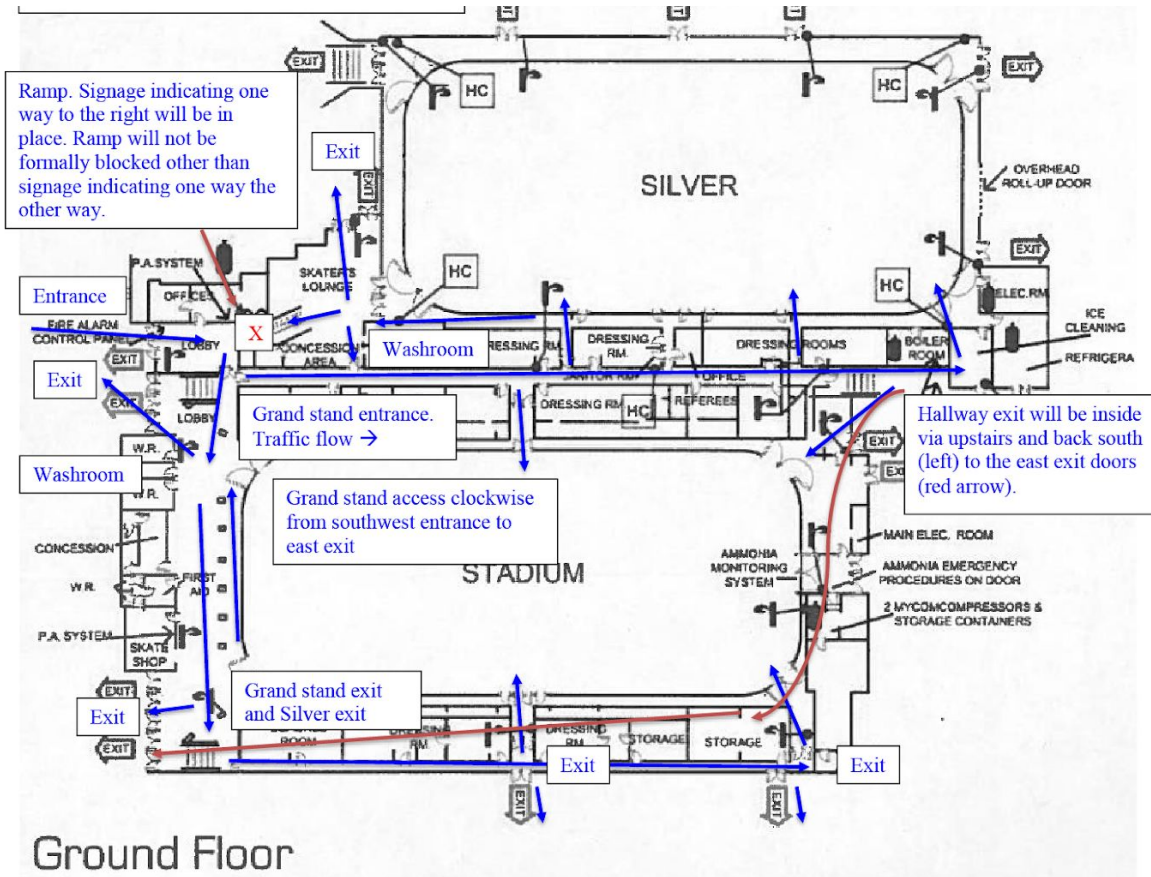 EXIT
EXIT
EXIT
EXIT
HC
HC
EXIT
Ramp. Signage indicating one
way to the right will be in
place. Ramp will not be
formally blocked other than
signage indicating one way the
other way.
Exit
EXIT
SILVER
OVERHEAD
ROLL-UP DOOR
P.A. SYSTEM
SKATER'S
LOUNGE
HC
HC
EXIT
Entrance
OFFICE
ELEC.RM.
FIRE ALARM
CONTROL PANEL
LOBBY
X
CONCESSION
AREA
Washroom
DRESSING RM.
DRESSING
RM.
DRESSING ROOMS
BOILER
ROOM
ICE
CLEANING
REFRIGERA
EXIT
Exit
JANITOR RM.
OFFICE
EXIT
LOBBY
Grand stand entrance.
Traffic flow →
DRESSING RM.
HC
REFEREES
Hallway exit will be inside
via upstairs and back south
(left) to the east exit doors
(red arrow).
EXIT
EXIT
W.R.
Washroom
W.R.
Grand stand access clockwise
from southwest entrance to
east exit
CONCESSION
MAIN ELEC. ROOM
STADIUM
AMMONIA
MONITORING
SYSTEM
AMMONIA EMERGENCY
PROCEDURES ON DOOR
W.R.
FIRST
AID
2 MYCOMCOMPRESSORS &
STORAGE CONTAINERS
P.A. SYSTEM
SKATE
SHOP
EXIT
Exit
Grand stand exit
and Silver exit
EXIT
ROOM
DRESSING
RM.
DRESSING
RM.
STORAGE
STORAGE
Exit
Exit
EXIT
EXIT
Ground Floor